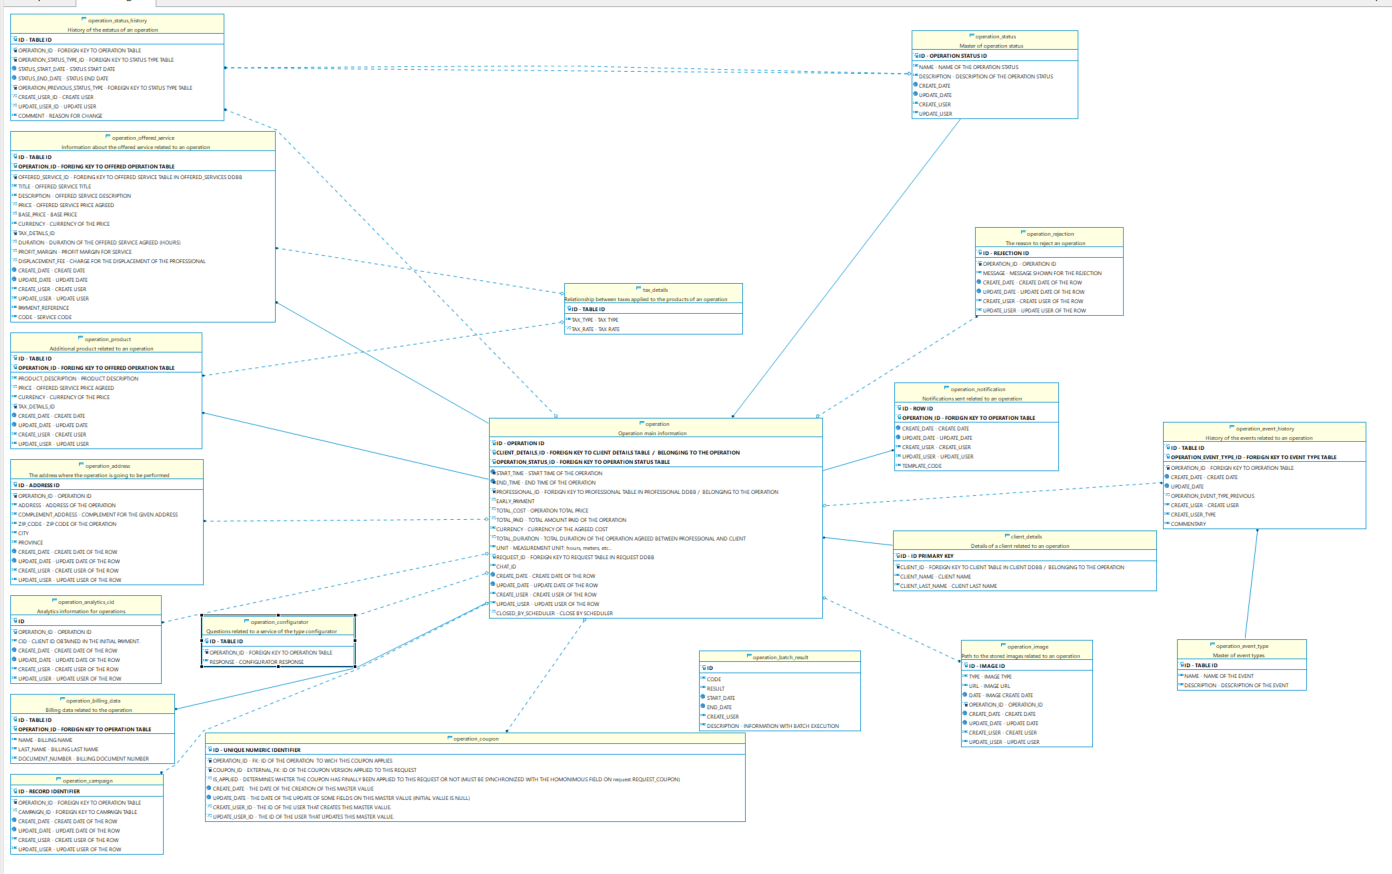 operation_status_history
History of the estatus of an operation
ID - TABLE ID
OPERATION_ID - FOREIGN KEY TO OPERATION TABLE
OPERATION_STATUS_TYPE_ID - FOREIGN KEY TO STATUS TYPE TABLE
STATUS_START_DATE - STATUS START DATE
STATUS_END_DATE - STATUS END DATE
OPERATION_PREVIOUS_STATUS_TYPE - FOREIGN KEY TO STATUS TYPE TABLE
CREATE_USER_ID - CREATE USER
UPDATE_USER_ID - UPDATE USER
COMMENT - REASON FOR CHANGE
operation_status
Master of operation status
ID - OPERATION STATUS ID
NAME - NAME OF THE OPERATION STATUS
DESCRIPTION - DESCRIPTION OF THE OPERATION STATUS
CREATE_DATE
UPDATE_DATE
CREATE_USER
UPDATE_USER
operation_offered_service
Information about the offered service related to an operation
ID - TABLE ID
OPERATION_ID - FOREING KEY TO OFFERED OPERATION TABLE
OFFERED_SERVICE_ID - FOREING KEY TO OFFERED SERVICE TABLE IN OFFERED_SERVICES DDBB
TITLE - OFFERED SERVICE TITLE
DESCRIPTION - OFFERED SERVICE DESCRIPTION
PRICE - OFFERED SERVICE PRICE AGREED
BASE_PRICE - BASE PRICE
CURRENCY - CURRENCY OF THE PRICE
TAX_DETAILS_ID
DURATION - DURATION OF THE OFFERED SERVICE AGREED (HOURS)
PROFIT_MARGIN - PROFIT MARGIN FOR SERVICE
DISPLACEMENT_FEE - CHARGE FOR THE DISPLACEMENT OF THE PROFESSIONAL
CREATE_DATE - CREATE DATE
UPDATE_DATE - UPDATE DATE
CREATE_USER - CREATE USER
UPDATE_USER - UPDATE USER
PAYMENT_REFERENCE
CODE - SERVICE CODE
operation_rejection
The reason to reject an operation
ID - REJECTION ID
OPERATION_ID - OPERATION ID
MESSAGE - MESSAGE SHOWN FOR THE REJECTION
CREATE_DATE - CREATE DATE OF THE ROW
UPDATE_DATE - UPDATE DATE OF THE ROW
CREATE_USER - CREATE USER OF THE ROW
UPDATE_USER - UPDATE USER OF THE ROW
tax_details
Relationship between taxes applied to the products of an operation
ID - TABLE ID
TAX_TYPE - TAX TYPE
TAX_RATE - TAX RATE
operation_product
Additional product related to an operation
ID - TABLE ID
OPERATION_ID - FOREING KEY TO OFFERED OPERATION TABLE
PRODUCT_DESCRIPTION - PRODUCT DESCRIPTION
PRICE - OFFERED SERVICE PRICE AGREED
CURRENCY - CURRENCY OF THE PRICE
TAX_DETAILS_ID
CREATE_DATE - CREATE DATE
UPDATE_DATE - UPDATE DATE
CREATE_USER - CREATE USER
UPDATE_USER - UPDATE USER
operation_notification
Notifications sent related to an operation
ID - ROW ID
OPERATION_ID - FOREIGN KEY TO OPERATION TABLE
CREATE_DATE - CREATE DATE
UPDATE_DATE - UPDATE_DATE
CREATE_USER - CREATE_USER
UPDATE_USER - UPDATE USER
TEMPLATE_CODE
operation
Operation main information
ID - OPERATION ID
CLIENT_DETAILS_ID - FOREIGN KEY TO CLIENT DETAILS TABLE / BELONGING TO THE OPERATION
OPERATION_STATUS_ID - FOREIGN KEY TO OPERATION STATUS TABLE
START_TIME - START TIME OF THE OPERATION
END_TIME - END TIME OF THE OPERATION
PROFESSIONAL_ID - FOREIGN KEY TO PROFESSIONAL TABLE IN PROFESSIONAL DDBB / BELONGING TO THE OPERATION
EARLY_PAYMENT
TOTAL_COST - OPERATION TOTAL PRICE
TOTAL_PAID - TOTAL AMOUNT PAID OF THE OPERATION
CURRENCY - CURRENCY OF THE AGREED COST
TOTAL_DURATION - TOTAL DURATION OF THE OPERATION AGREED BETWEEN PROFESSIONAL AND CLIENT
UNIT - MEASUREMENT UNIT: hours, meters, etc..
REQUEST_ID - FOREIGN KEY TO REQUEST TABLE IN REQUEST DDBB
CHAT_ID
CREATE_DATE - CREATE DATE OF THE ROW
UPDATE_DATE - UPDATE DATE OF THE ROW
CREATE_USER - CREATE USER OF THE ROW
UPDATE_USER - UPDATE USER OF THE ROW
CLOSED_BY_SCHEDULER - CLOSE BY SCHEDULER
operation_event_history
History of the events related to an operation
ID - TABLE ID
OPERATION_EVENT_TYPE_ID - FOREIGN KEY TO EVENT TYPE TABLE
OPERATION_ID - FOREIGN KEY TO OPERATION TABLE
CREATE_DATE - CREATE DATE
UPDATE_DATE
OPERATION_EVENT_TYPE_PREVIOUS
CREATE_USER - CREATE USER
CREATE_USER_TYPE
COMMENTARY
operation_address
The address where the operation is going to be performed
ID - ADDRESS ID
OPERATION_ID - OPERATION ID
ADDRESS - ADDRESS OF THE OPERATION
COMPLEMENT_ADDRESS - COMPLEMENT FOR THE GIVEN ADDRESS
ZIP_CODE - ZIP CODE OF THE OPERATION
CITY
PROVINCE
CREATE_DATE - CREATE DATE OF THE ROW
UPDATE_DATE - UPDATE DATE OF THE ROW
CREATE_USER - CREATE USER OF THE ROW
UPDATE_USER - UPDATE USER OF THE ROW
client_details
Details of a client related to an operation
ID - ID PRIMARY KEY
CLIENT_ID - FOREIGN KEY TO CLIENT TABLE IN CLIENT DDBB / BELONGING TO THE OPERATION
CLIENT_NAME - CLIENT NAME
CLIENT_LAST_NAME - CLIENT LAST NAME
operation_analytics_cid
Analytics information for operations
ID
OPERATION_ID - OPERATION ID
CID - CLIENT ID OBTAINED IN THE INITIAL PAYMENT.
CREATE_DATE - CREATE DATE OF THE ROW
UPDATE_DATE - UPDATE DATE OF THE ROW
CREATE_USER - CREATE USER OF THE ROW
UPDATE_USER - UPDATE USER OF THE ROW
operation_configurator
Questions related to a service of the type configurator
ID - TABLE ID
OPERATION_ID - FOREIGN KEY TO OPERATION TABLE
RESPONSE - CONFIGURATOR RESPONSE
operation_batch_result
ID
CODE
RESULT
START_DATE
END_DATE
CREATE_USER
DESCRIPTION - INFORMATION WITH BATCH EXECUTION
operation_image
Path to the stored images related to an operation
ID - IMAGE ID
TYPE - IMAGE TYPE
URL - IMAGE URL
DATE - IMAGE CREATE DATE
OPERATION_ID - OPERATION_ID
CREATE_DATE - CREATE DATE
UPDATE_DATE - UPDATE DATE
CREATE_USER - CREATE USER
UPDATE_USER - UPDATE USER
operation_event_type
Master of event types
ID - TABLE ID
NAME - NAME OF THE EVENT
DESCRIPTION - DESCRIPTION OF THE EVENT
operation_billing_data
Billing data related to the operation
ID - TABLE ID
OPERATION_ID - FOREIGN KEY TO OPERATION TABLE
NAME - BILLING NAME
LAST_NAME - BILLING LAST NAME
DOCUMENT_NUMBER - BILLING DOCUMENT NUMBER
operation_coupon
ID - UNIQUE NUMERIC IDENTIFIER
OPERATION_ID - FK: ID OF THE OPERATION TO WICH THIS COUPON APPLIES
COUPON_ID - EXTERNAL_FK: ID OF THE COUPON VERSION APPLIED TO THIS REQUEST
IS_APPLIED - DETERMINES WHETER THE COUPON HAS FINALLY BEEN APPLIED TO THIS REQUEST OR NOT (MUST BE SYNCHRONIZED WITH THE HOMONIMOUS FIELD ON request.REQUEST_COUPON)
CREATE_DATE - THE DATE OF THE CREATION OF THIS MASTER VALUE
UPDATE_DATE - THE DATE OF THE UPDATE OF SOME FIELDS ON THIS MASTER VALUE (INITIAL VALUE IS NULL)
CREATE_USER_ID - THE ID OF THE USER THAT CREATES THIS MASTER VALUE.
UPDATE_USER_ID - THE ID OF THE USER THAT UPDATES THIS MASTER VALUE.
operation_campaign
ID - RECORD IDENTIFIER
OPERATION_ID - FOREIGN KEY TO OPERATION TABLE
CAMPAIGN_ID - FOREIGN KEY TO CAMPAIGN TABLE
CREATE_DATE - CREATE DATE OF THE ROW
UPDATE_DATE - UPDATE DATE OF THE ROW
CREATE_USER - CREATE USER OF THE ROW
UPDATE_USER - UPDATE USER OF THE ROW